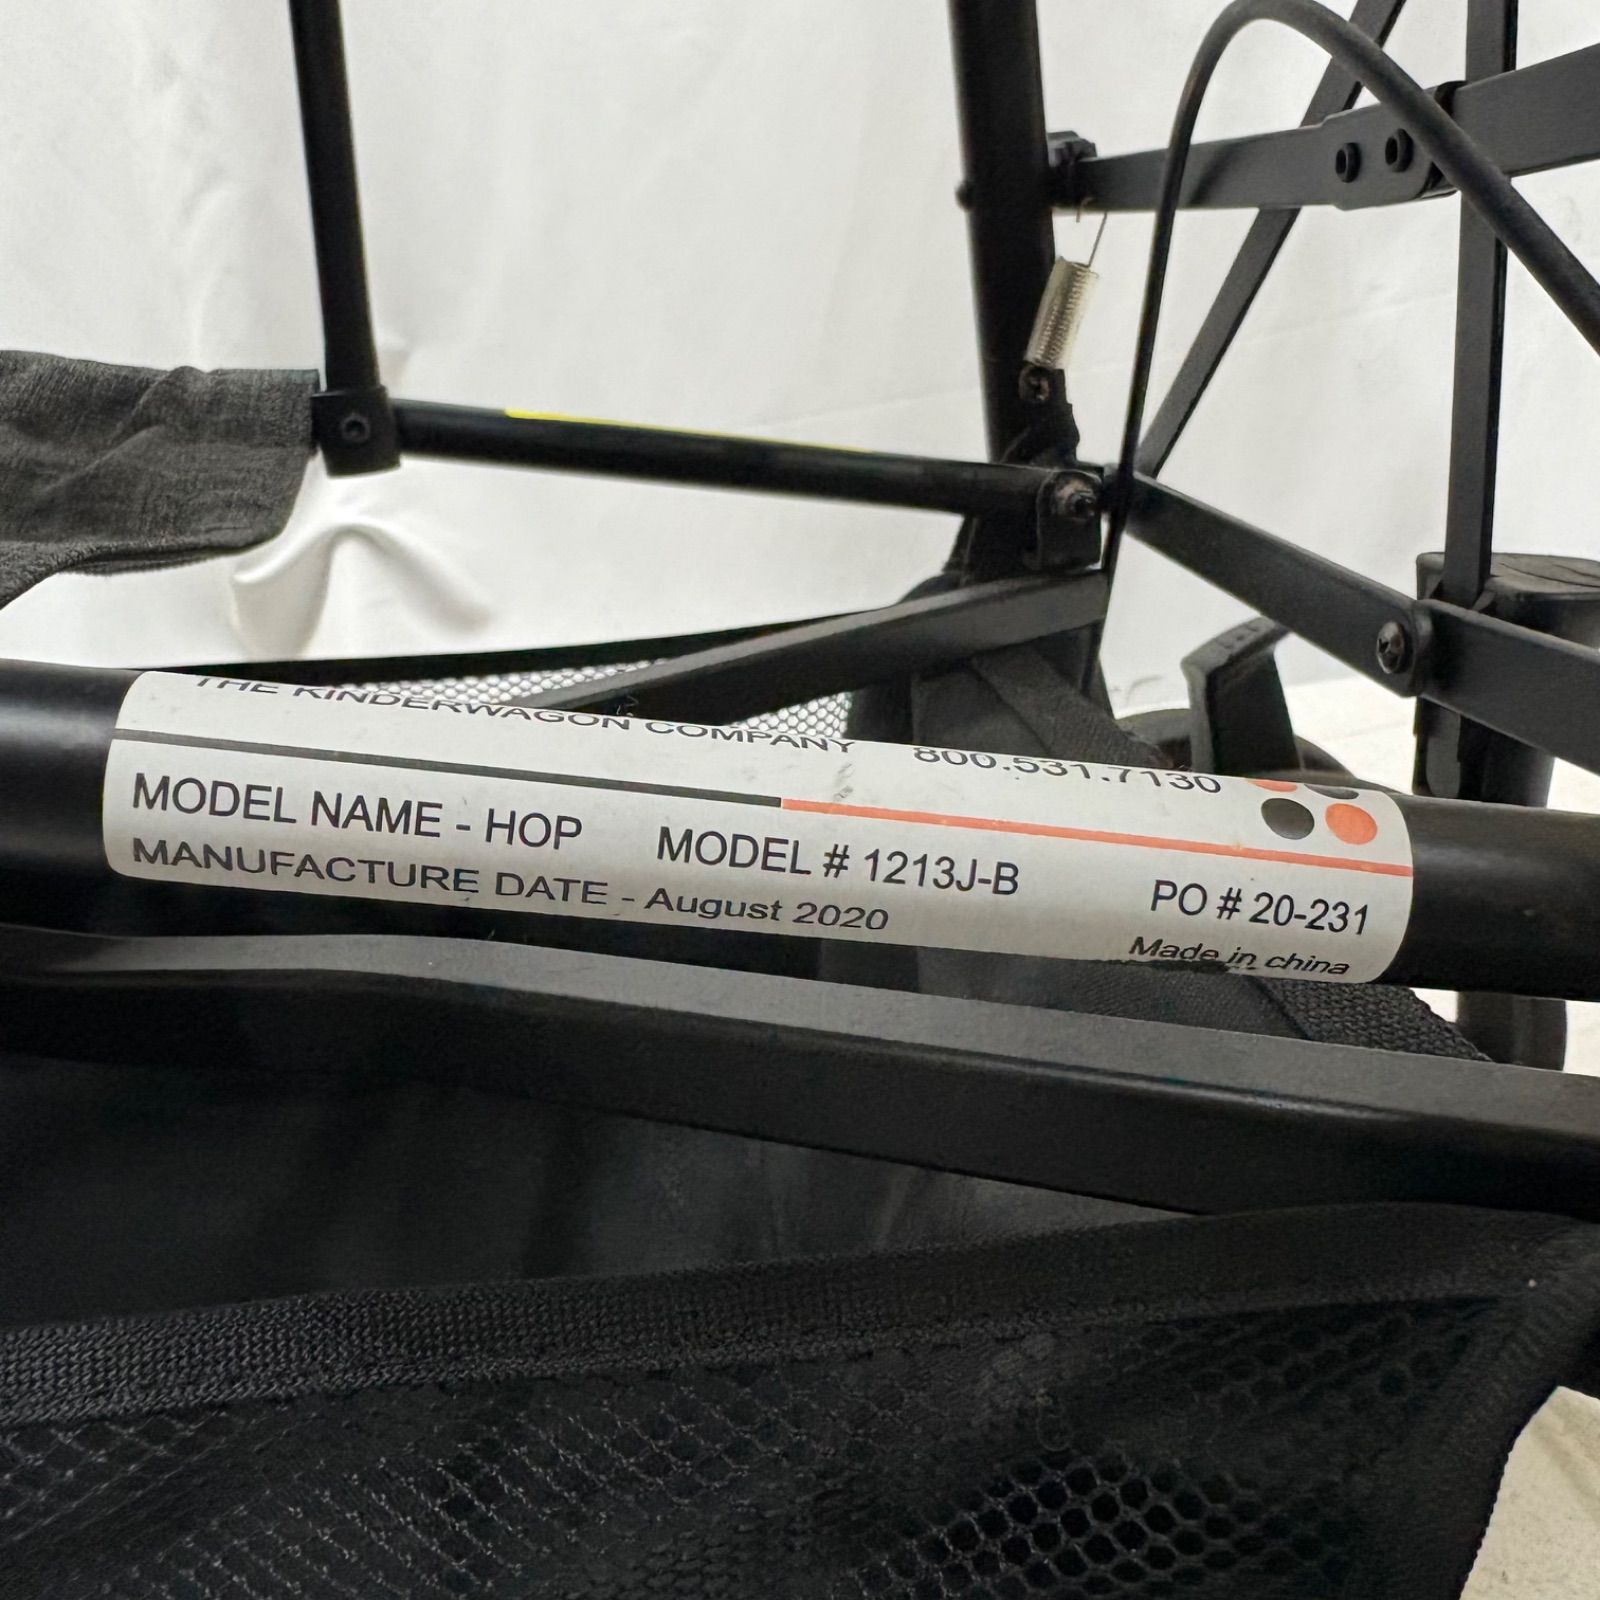 THE KINDERWAGON COMPANY 800.531.7130
MODEL NAME - HOP MODEL # 1213J-B PO # 20-231
MANUFACTURE DATE - August 2020 Made in china